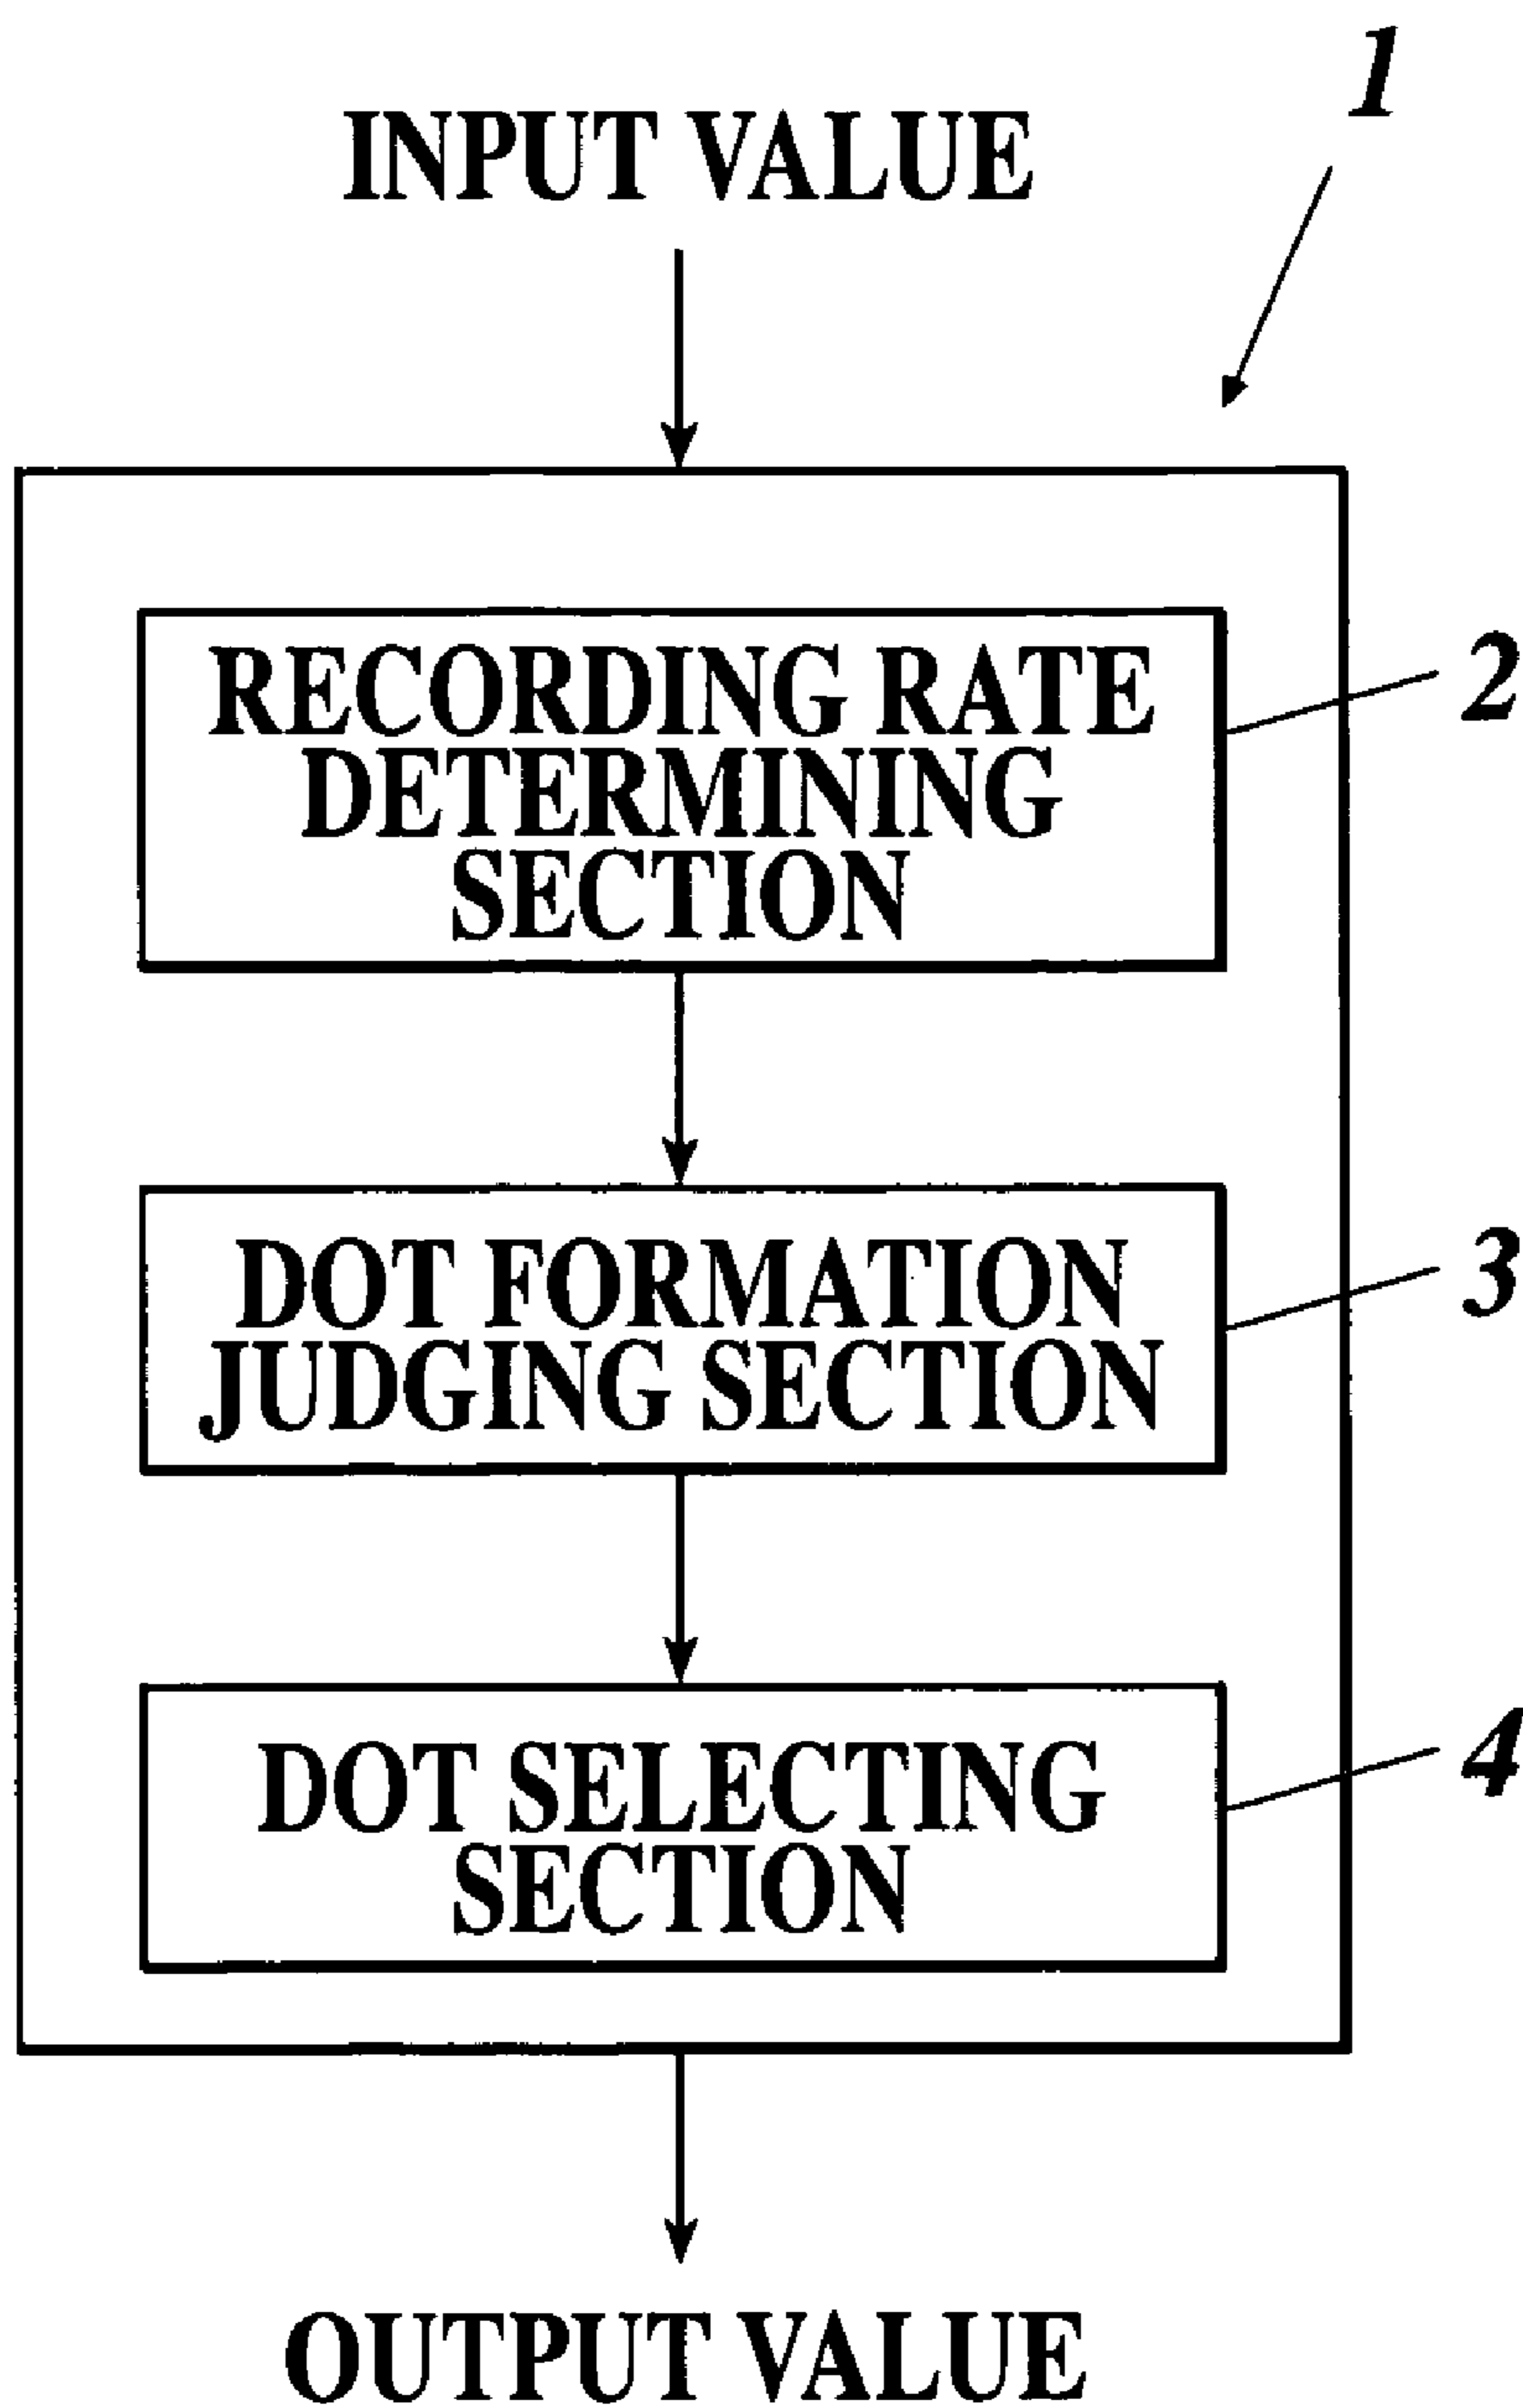 1
INPUT VALUE
RECORDING RATE
DETERMINING
SECTION
2
DOT FORMATION
JUDGING SECTION
3
DOT SELECTING
SECTION
4
OUTPUT VALUE